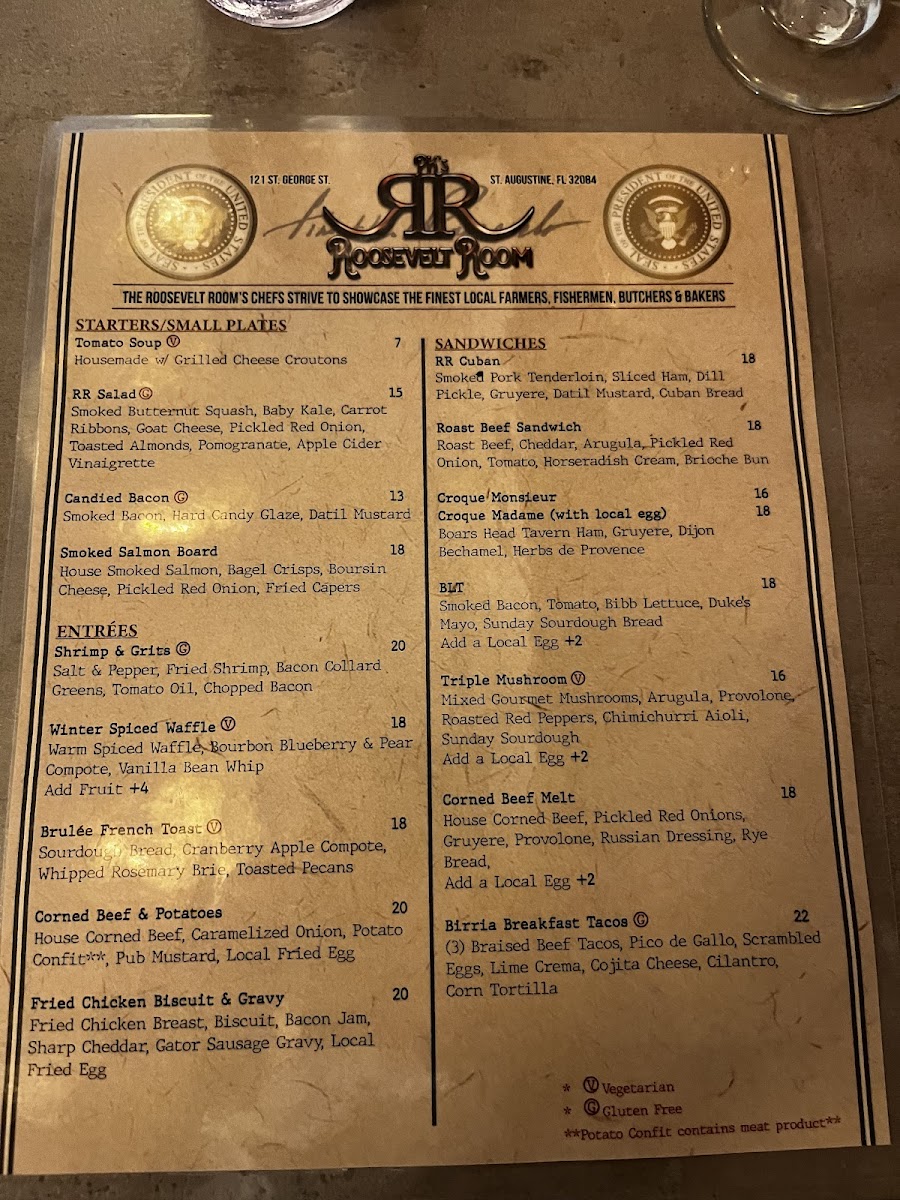 PK's
121 ST. GEORGE ST.
ST. AUGUSTINE, FL 32084
RR
ROOSEVELT ROOM
SEAL OF THE PRESIDENT OF THE UNITED STATES
SEAL OF THE PRESIDENT OF THE UNITED STATES
THE ROOSEVELT ROOM'S CHEFS STRIVE TO SHOWCASE THE FINEST LOCAL FARMERS, FISHERMEN, BUTCHERS & BAKERS
STARTERS/SMALL PLATES
Tomato Soup Ⓥ 7
Housemade w/ Grilled Cheese Croutons
RR Salad Ⓖ 15
Smoked Butternut Squash, Baby Kale, Carrot
Ribbons, Goat Cheese, Pickled Red Onion,
Toasted Almonds, Pomogranate, Apple Cider
Vinaigrette
Candied Bacon Ⓖ 13
Smoked Bacon, Hard Candy Glaze, Datil Mustard
Smoked Salmon Board 18
House Smoked Salmon, Bagel Crisps, Boursin
Cheese, Pickled Red Onion, Fried Capers
ENTRÉES
Shrimp & Grits Ⓖ 20
Salt & Pepper, Fried Shrimp, Bacon Collard
Greens, Tomato Oil, Chopped Bacon
Winter Spiced Waffle Ⓥ 18
Warm Spiced Waffle, Bourbon Blueberry & Pear
Compote, Vanilla Bean Whip
Add Fruit +4
Brulée French Toast Ⓥ 18
Sourdough Bread, Cranberry Apple Compote,
Whipped Rosemary Brie, Toasted Pecans
Corned Beef & Potatoes 20
House Corned Beef, Caramelized Onion, Potato
Confit**, Pub Mustard, Local Fried Egg
Fried Chicken Biscuit & Gravy 20
Fried Chicken Breast, Biscuit, Bacon Jam,
Sharp Cheddar, Gator Sausage Gravy, Local
Fried Egg
SANDWICHES
RR Cuban 18
Smoked Pork Tenderloin, Sliced Ham, Dill
Pickle, Gruyere, Datil Mustard, Cuban Bread
Roast Beef Sandwich 18
Roast Beef, Cheddar, Arugula, Pickled Red
Onion, Tomato, Horseradish Cream, Brioche Bun
Croque Monsieur 16
Croque Madame (with local egg) 18
Boars Head Tavern Ham, Gruyere, Dijon
Bechamel, Herbs de Provence
BLT 18
Smoked Bacon, Tomato, Bibb Lettuce, Duke's
Mayo, Sunday Sourdough Bread
Add a Local Egg +2
Triple Mushroom Ⓥ 16
Mixed Gourmet Mushrooms, Arugula, Provolone,
Roasted Red Peppers, Chimichurri Aioli,
Sunday Sourdough
Add a Local Egg +2
Corned Beef Melt 18
House Corned Beef, Pickled Red Onions,
Gruyere, Provolone, Russian Dressing, Rye
Bread,
Add a Local Egg +2
Birria Breakfast Tacos Ⓖ 22
(3) Braised Beef Tacos, Pico de Gallo, Scrambled
Eggs, Lime Crema, Cojita Cheese, Cilantro,
Corn Tortilla
* Ⓥ Vegetarian
* Ⓖ Gluten Free
**Potato Confit contains meat product**